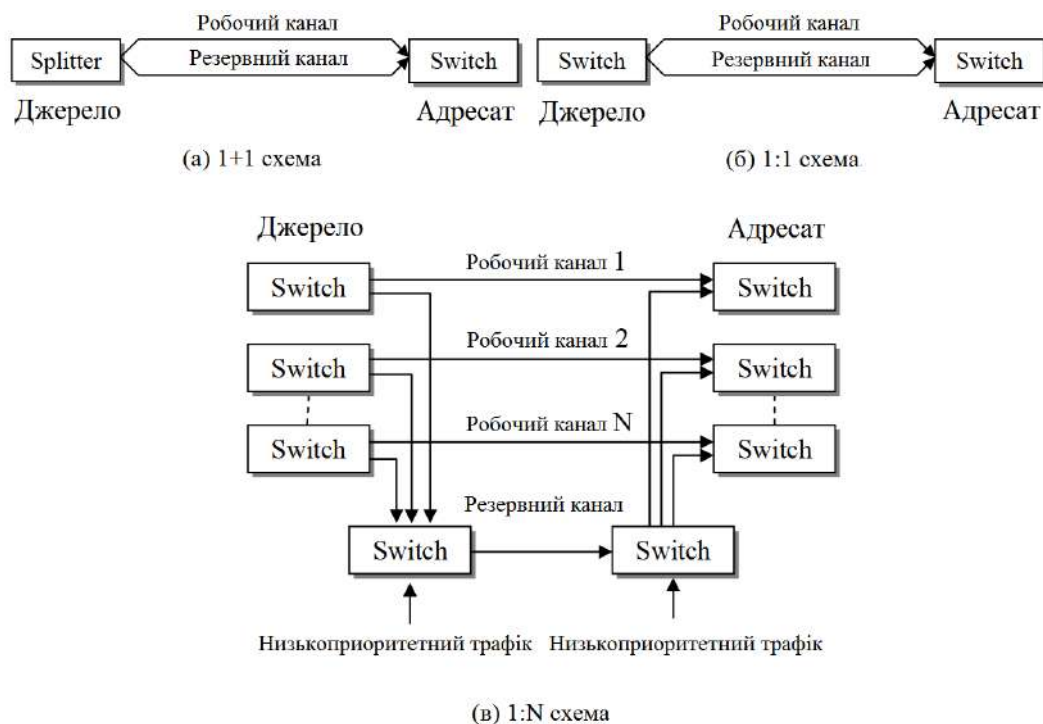 Робочий канал
Splitter
Резервний канал
Switch
Джерело
Адресат
(а) 1+1 схема
Робочий канал
Switch
Резервний канал
Switch
Джерело
Адресат
(б) 1:1 схема
Джерело
Адресат
Switch
Робочий канал 1
Switch
Switch
Робочий канал 2
Switch
Switch
Робочий канал N
Switch
Резервний канал
Switch
Switch
Низькоприоритетний трафік
Низькоприоритетний трафік
(в) 1:N схема